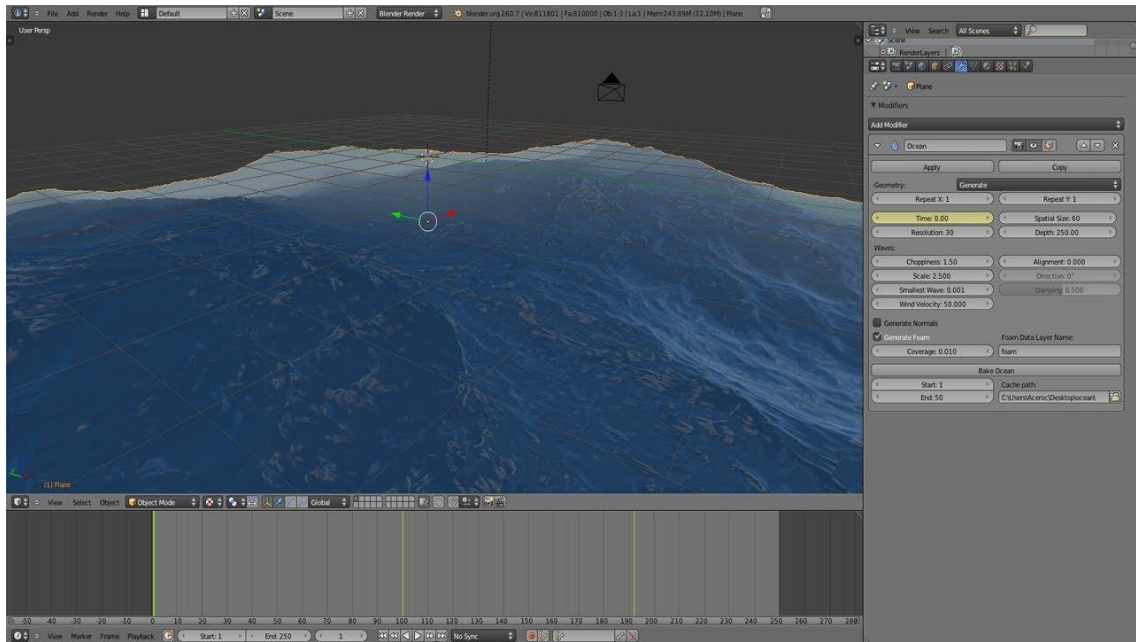 File Add Render Help Default Scene Blender Render blender.org 260.7 | Ve:811801 | Fa:810000 | Ob:1-3 | La:1 | Mem:243.89M (12.10M) | Plane
View Search All Scenes
User Persp
Scene
RenderLayers |
Plane
Modifiers
Add Modifier
Ocean
Apply Copy
Geometry: Generate
Repeat X: 1 Repeat Y: 1
Time: 0.00 Spatial Size: 60
Resolution: 30 Depth: 250.00
Waves:
Choppiness: 1.50 Alignment: 0.000
Scale: 2.500 Direction: 0°
Smallest Wave: 0.001 Damping: 0.500
Wind Velocity: 50.000
Generate Normals
Generate Foam Foam Data Layer Name:
Coverage: 0.010 foam
Bake Ocean
Start: 1 Cache path:
End: 50 C:\Users\Aceroc\Desktop\ocean\
(1) Plane
View Select Object Object Mode Global
-50 -40 -30 -20 -10 0 10 20 30 40 50 60 70 80 90 100 110 120 130 140 150 160 170 180 190 200 210 220 230 240 250 260 270 280
View Marker Frame Playback Start: 1 End: 250 1 No Sync